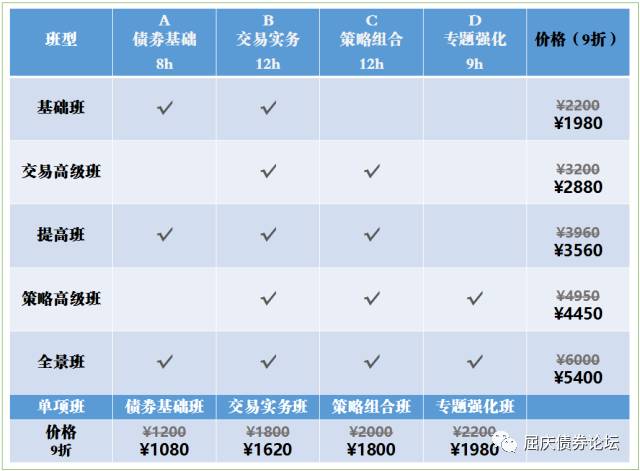 班型 A B C D 价格（9折）
债券基础 交易实务 策略组合 专题强化
8h 12h 12h 9h
基础班 ✓ ✓ ¥2200
¥1980
交易高级班 ✓ ✓ ¥3200
¥2880
提高班 ✓ ✓ ✓ ¥3960
¥3560
策略高级班 ✓ ✓ ✓ ¥4950
¥4450
全景班 ✓ ✓ ✓ ✓ ¥6000
¥5400
单项班 债券基础班 交易实务班 策略组合班 专题强化班
价格 ¥1200 ¥1800 ¥2000 ¥2200
9折 ¥1080 ¥1620 ¥1800 ¥1980
屈庆债券论坛